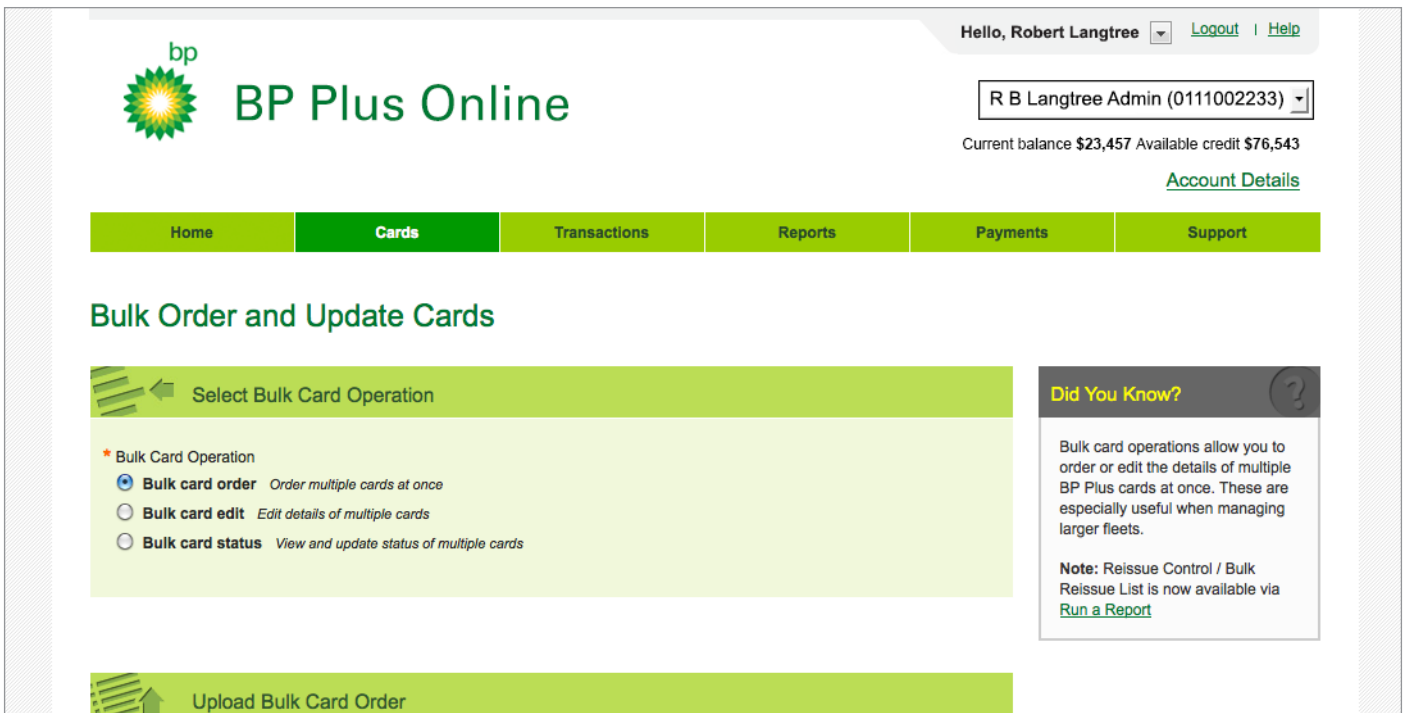 Hello, Robert Langtree Logout | Help
bp
BP Plus Online
R B Langtree Admin (0111002233)
Current balance $23,457 Available credit $76,543
Account Details
Home Cards Transactions Reports Payments Support
Bulk Order and Update Cards
Select Bulk Card Operation
* Bulk Card Operation
Bulk card order Order multiple cards at once
Bulk card edit Edit details of multiple cards
Bulk card status View and update status of multiple cards
Did You Know? ?
Bulk card operations allow you to
order or edit the details of multiple
BP Plus cards at once. These are
especially useful when managing
larger fleets.
Note: Reissue Control / Bulk
Reissue List is now available via
Run a Report
Upload Bulk Card Order